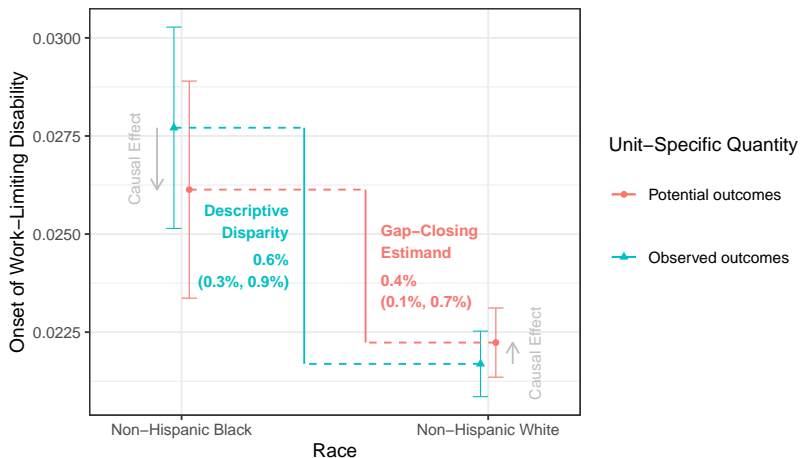 0.0300
0.0275
0.0250
0.0225
Onset of Work−Limiting Disability
Causal Effect
Descriptive
Disparity
0.6%
(0.3%, 0.9%)
Gap−Closing
Estimand
0.4%
(0.1%, 0.7%)
Causal Effect
Non−Hispanic Black
Non−Hispanic White
Race
Unit−Specific Quantity
Potential outcomes
Observed outcomes